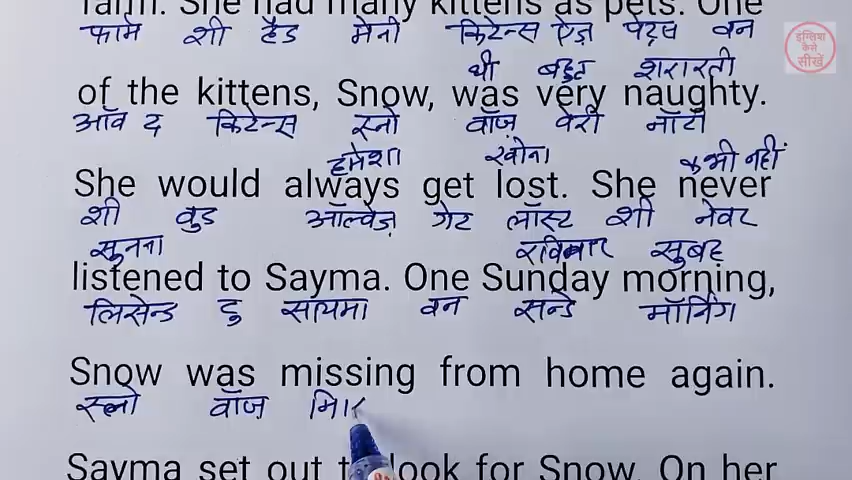 farm. She had many kittens as pets. One
फार्म शी हैड मेनी किटेन्स ऐज़ पेट्स वन
थी बहुत शरारती
of the kittens, Snow, was very naughty.
ऑव द किटेन्स स्नो वॉज़ वेरी नॉटी
हमेशा खोना कभी नहीं
She would always get lost. She never
शी वुड ऑल्वेज़ गेट लॉस्ट शी नेवर
सुनना रविवार सुबह
listened to Sayma. One Sunday morning,
लिसेन्ड टु सायमा वन सन्डे मॉर्निंग
Snow was missing from home again.
स्नो वॉज़
Sayma set out t look for Snow. On her
इंग्लिश
कैसे
सीखें